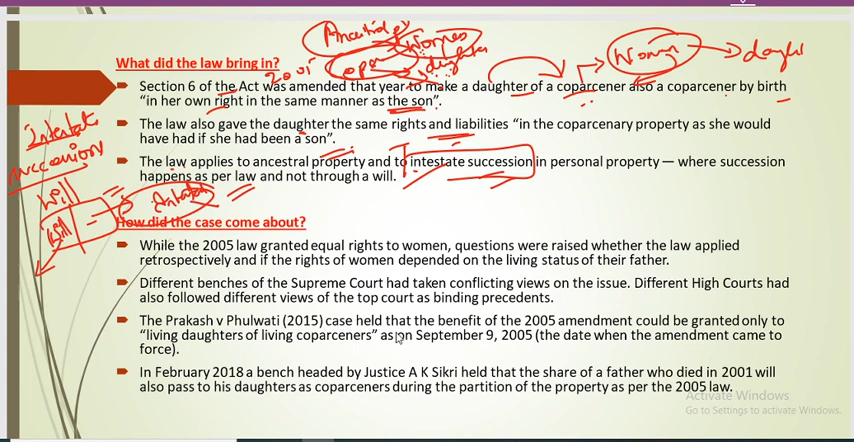 Ancestral
Women
daughter
Women
daught
2005
What did the law bring in?
Section 6 of the Act was amended that year to make a daughter of a coparcener also a coparcener by birth
“in her own right in the same manner as the son”.
The law also gave the daughter the same rights and liabilities “in the coparcenary property as she would
have had if she had been a son”.
The law applies to ancestral property and to intestate succession in personal property — where succession
happens as per law and not through a will.
Intestate
succession
Will
Will
How did the case come about?
While the 2005 law granted equal rights to women, questions were raised whether the law applied
retrospectively and if the rights of women depended on the living status of their father.
Different benches of the Supreme Court had taken conflicting views on the issue. Different High Courts had
also followed different views of the top court as binding precedents.
The Prakash v Phulwati (2015) case held that the benefit of the 2005 amendment could be granted only to
“living daughters of living coparceners” as on September 9, 2005 (the date when the amendment came to
force).
In February 2018 a bench headed by Justice A K Sikri held that the share of a father who died in 2001 will
also pass to his daughters as coparceners during the partition of the property as per the 2005 law.
Activate Windows
Go to Settings to activate Windows.